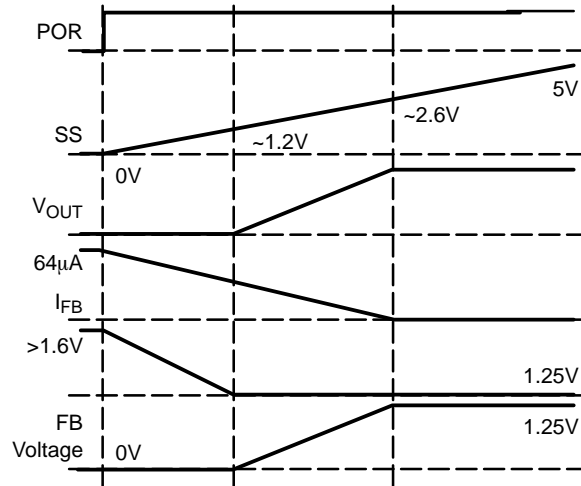 POR
5V
~2.6V
SS
~1.2V
0V
VOUT
64µA
IFB
>1.6V
1.25V
FB
1.25V
Voltage
0V